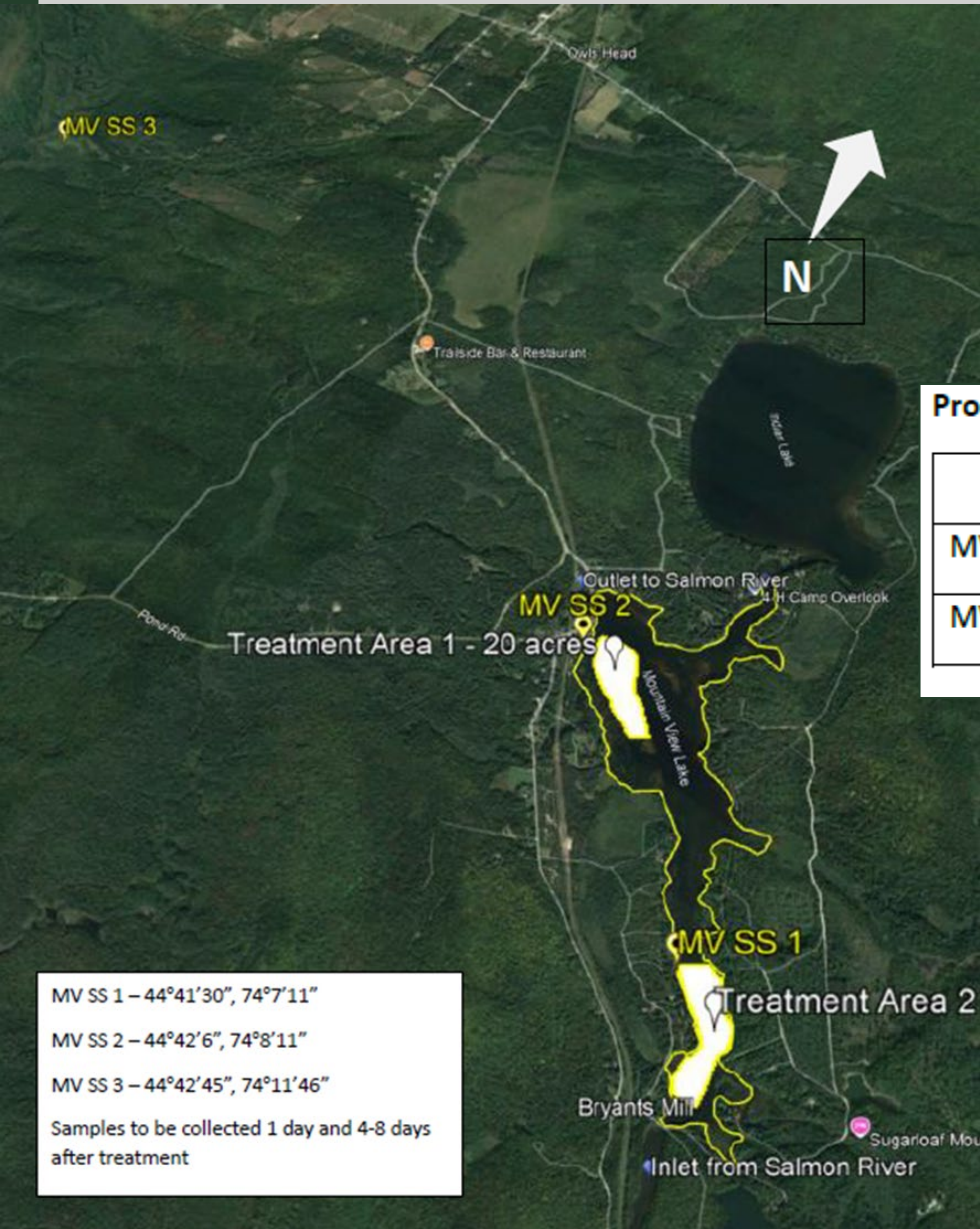 Owls Head
MV SS 3
N
Trailside Bar & Restaurant
Indian Lake
Pro
MV
MV
Outlet to Salmon River
4-H Camp Overlook
MV SS 2
Pond Rd
Treatment Area 1 - 20 acres
Mountain View Lake
MV SS 1
Treatment Area 2
MV SS 1 – 44°41’30”, 74°7’11”
MV SS 2 – 44°42’6”, 74°8’11”
MV SS 3 – 44°42’45”, 74°11’46”
Samples to be collected 1 day and 4-8 days
after treatment
Bryants Mill
Sugarloaf Mou
Inlet from Salmon River